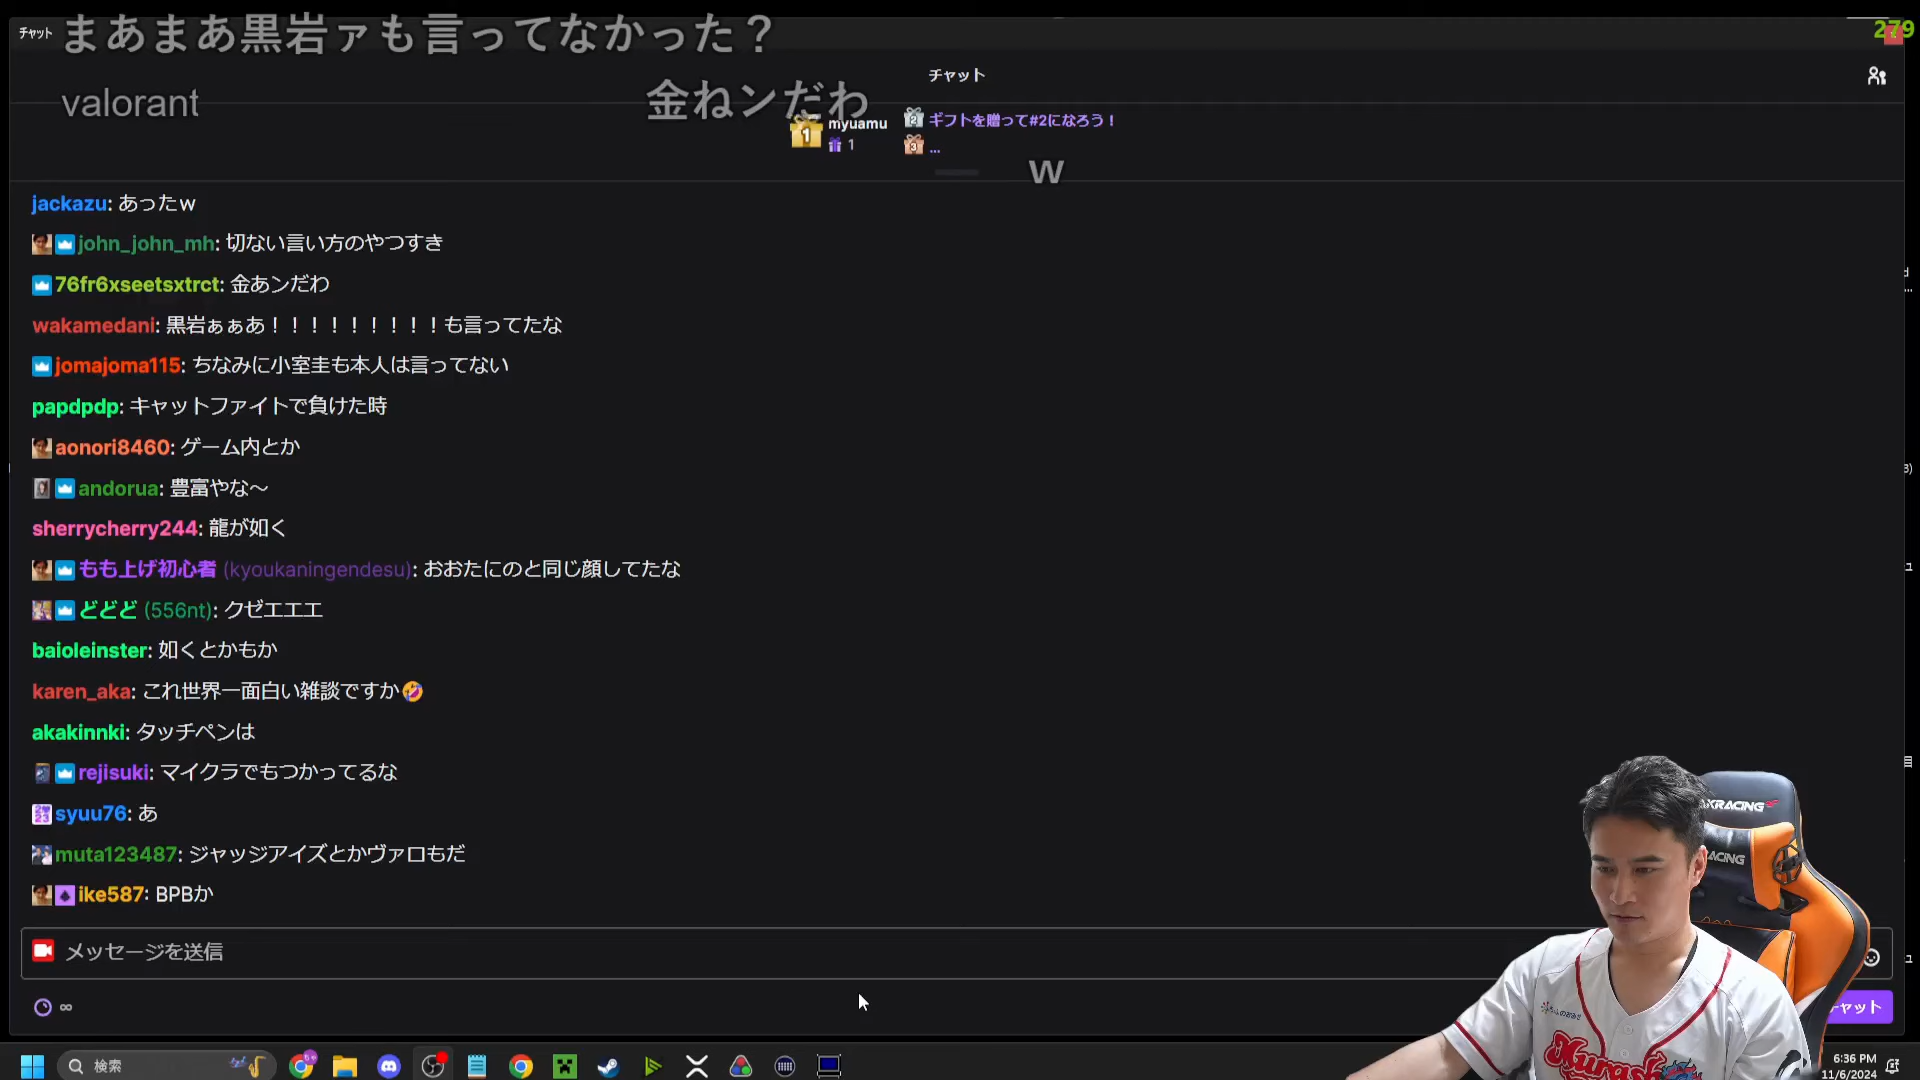 チャット
まあまあ黒岩ァも言ってなかった？
279
チャット
valorant
金ねンだわ
1
myuamu
1
2
ギフトを贈って#2になろう！
3
...
w
jackazu: あったw
john_john_mh: 切ない言い方のやつすき
76fr6xseetsxtrct: 金あンだわ
wakamedani: 黒岩ぁぁあ！！！！！！！！！も言ってたな
jomajoma115: ちなみに小室圭も本人は言ってない
papdpdp: キャットファイトで負けた時
aonori8460: ゲーム内とか
andorua: 豊富やな〜
sherrycherry244: 龍が如く
もも上げ初心者 (kyoukaningendesu): おおたにのと同じ顔してたな
どどど (556nt): クゼエエエ
baioleinster: 如くとかもか
karen_aka: これ世界一面白い雑談ですか🤣
akakinnki: タッチペンは
rejisuki: マイクラでもつかってるな
syuu76: あ
muta123487: ジャッジアイズとかヴァロもだ
ike587: BPBか
メッセージを送信
∞
チャット
AKRACING
RACING
検索
6:36 PM
11/6/2024